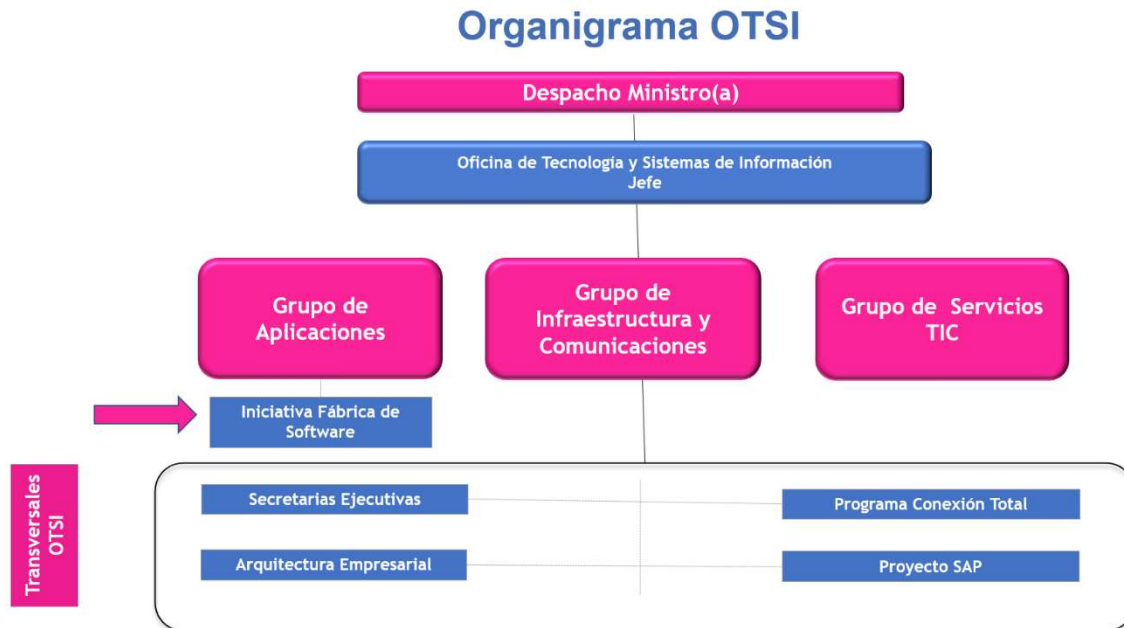 Organigrama OTSI
Despacho Ministro(a)
Oficina de Tecnología y Sistemas de Información
Jefe
Grupo de
Aplicaciones
Grupo de
Infraestructura y
Comunicaciones
Grupo de Servicios
TIC
Iniciativa Fábrica de
Software
Transversales
OTSI
Secretarias Ejecutivas
Programa Conexión Total
Arquitectura Empresarial
Proyecto SAP